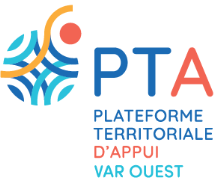 PTA
PLATEFORME
TERRITORIALE
D'APPUI
VAR OUEST